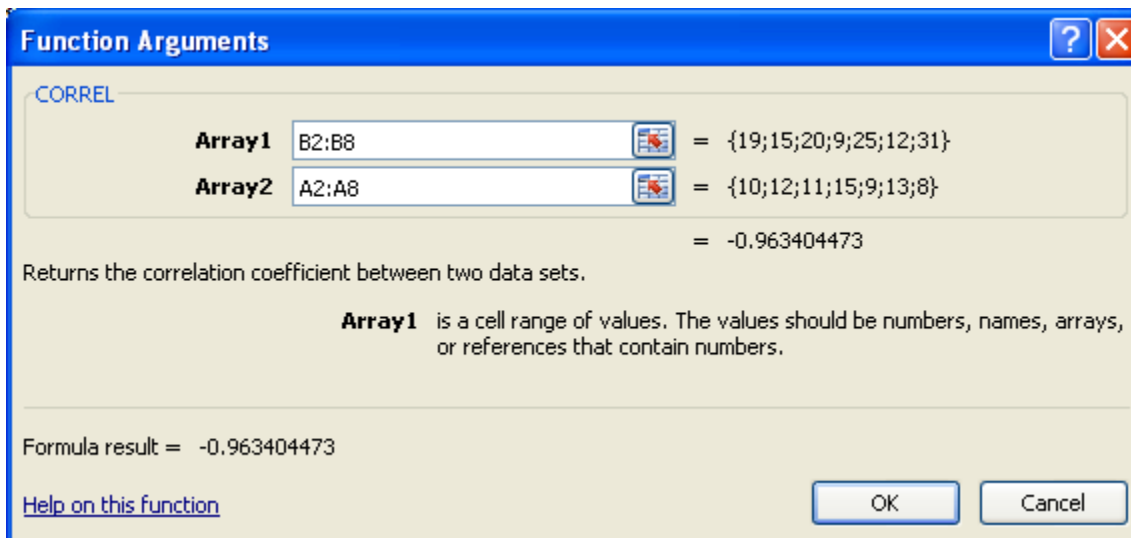 Function Arguments
CORREL
Array1 B2:B8 = {19;15;20;9;25;12;31}
Array2 A2:A8 = {10;12;11;15;9;13;8}
= -0.963404473
Returns the correlation coefficient between two data sets.
Array1 is a cell range of values. The values should be numbers, names, arrays,
or references that contain numbers.
Formula result = -0.963404473
Help on this function OK Cancel